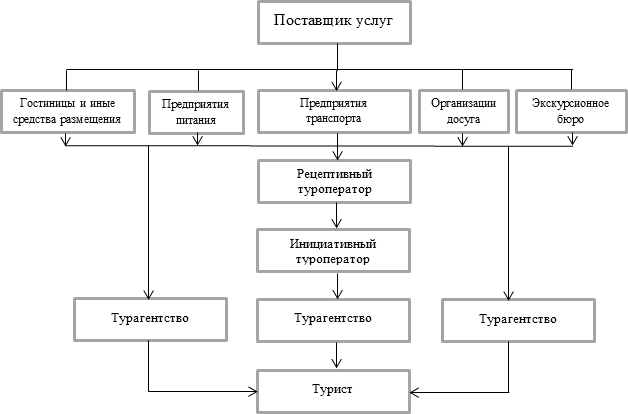 Поставщик услуг
Гостиницы и иные
средства размещения
Предприятия
питания
Предприятия
транспорта
Организации
досуга
Экскурсионное
бюро
Рецептивный
туроператор
Инициативный
туроператор
Турагентство
Турагентство
Турагентство
Турист